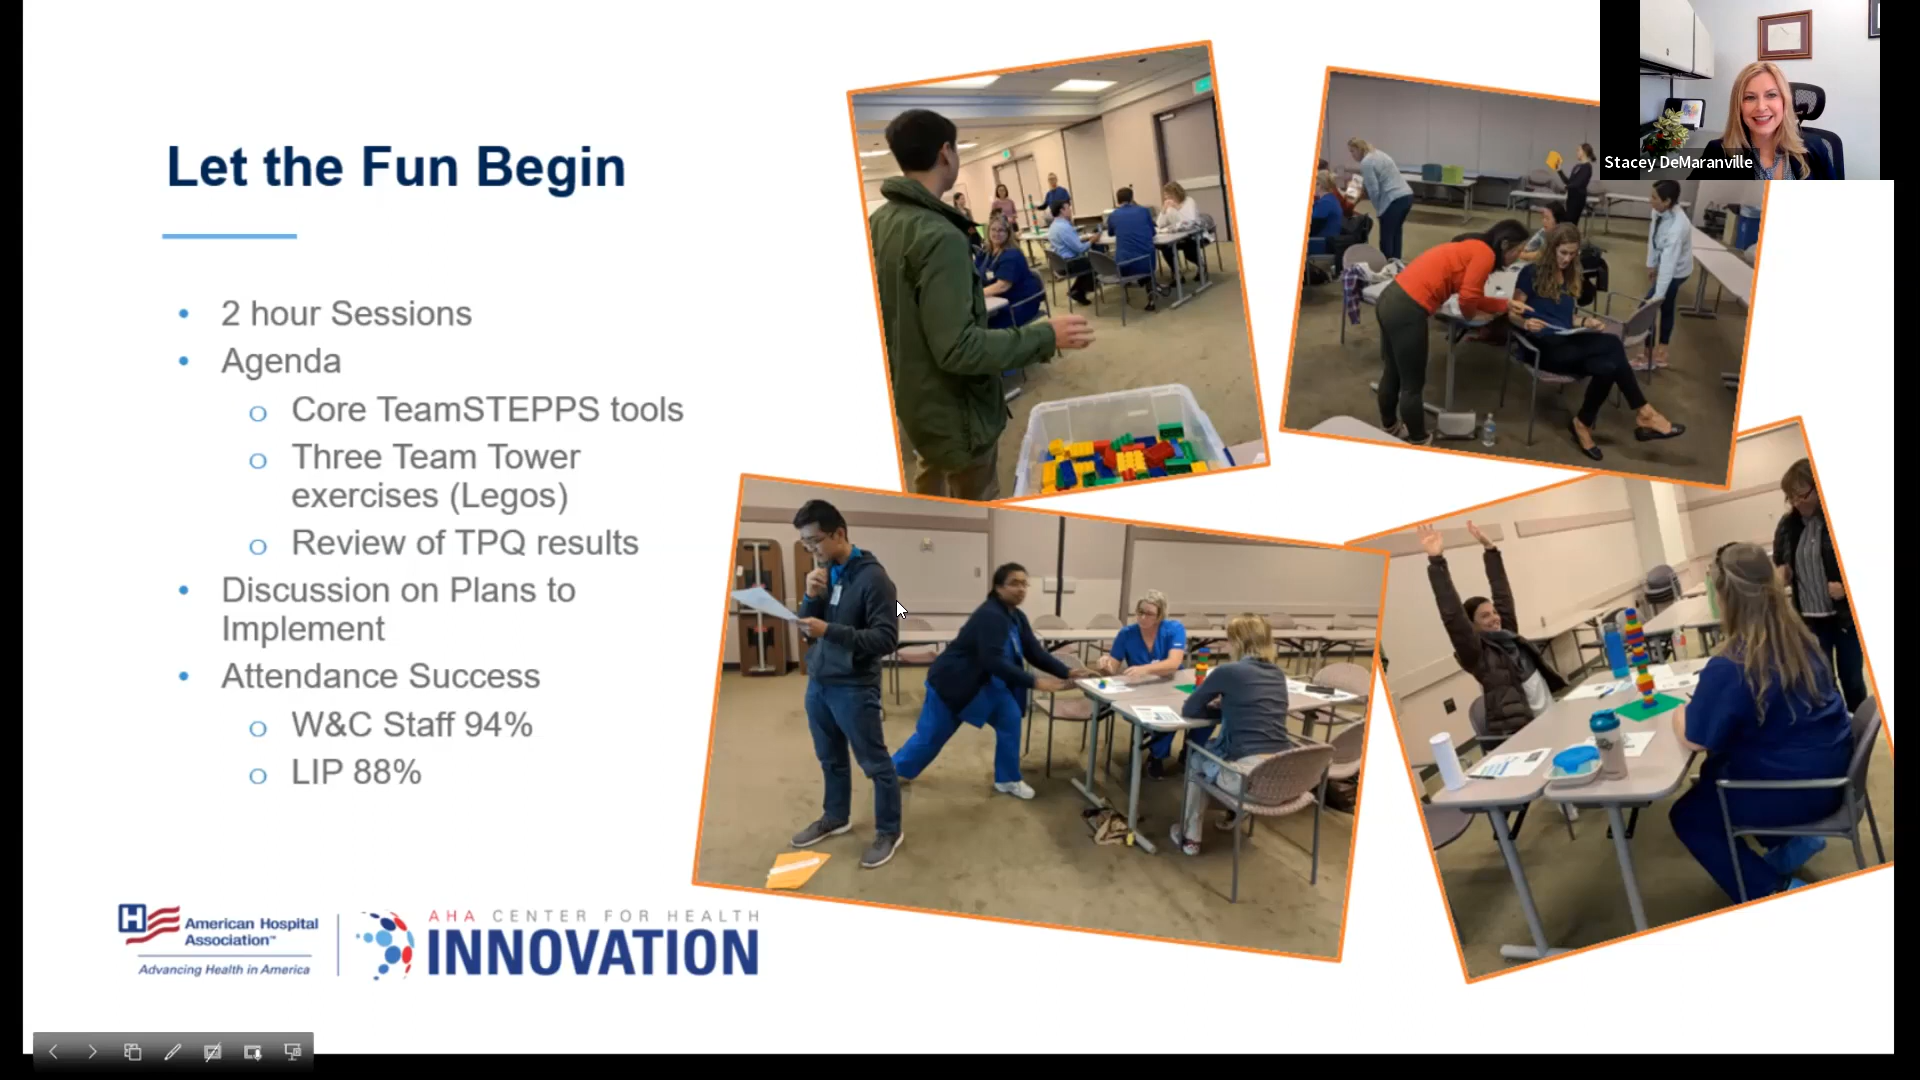 Let the Fun Begin
• 2 hour Sessions
• Agenda
o Core TeamSTEPPS tools
o Three Team Tower
exercises (Legos)
o Review of TPQ results
• Discussion on Plans to
Implement
• Attendance Success
o W&C Staff 94%
o LIP 88%
Stacey DeMaranville
H American Hospital
Association™
Advancing Health in America
AHA CENTER FOR HEALTH
INNOVATION